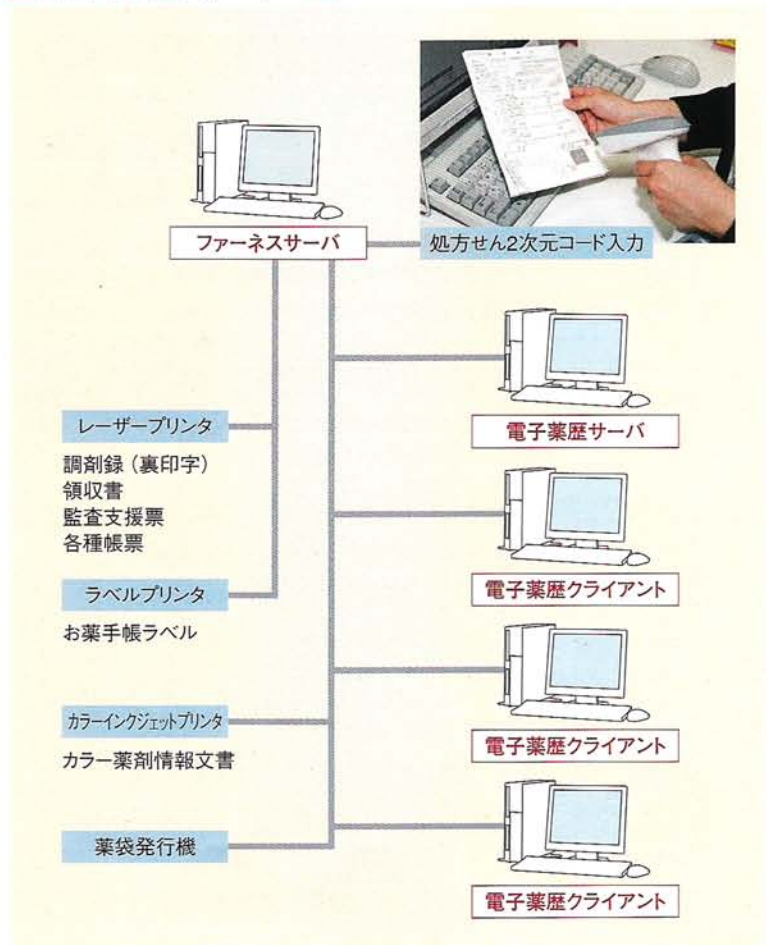 ファーネスサーバ
処方せん2次元コード入力
電子薬歴サーバ
レーザープリンタ
調剤録（裏印字）
領収書
監査支援票
各種帳票
電子薬歴クライアント
ラベルプリンタ
お薬手帳ラベル
電子薬歴クライアント
カラーインクジェットプリンタ
カラー薬剤情報文書
薬袋発行機
電子薬歴クライアント